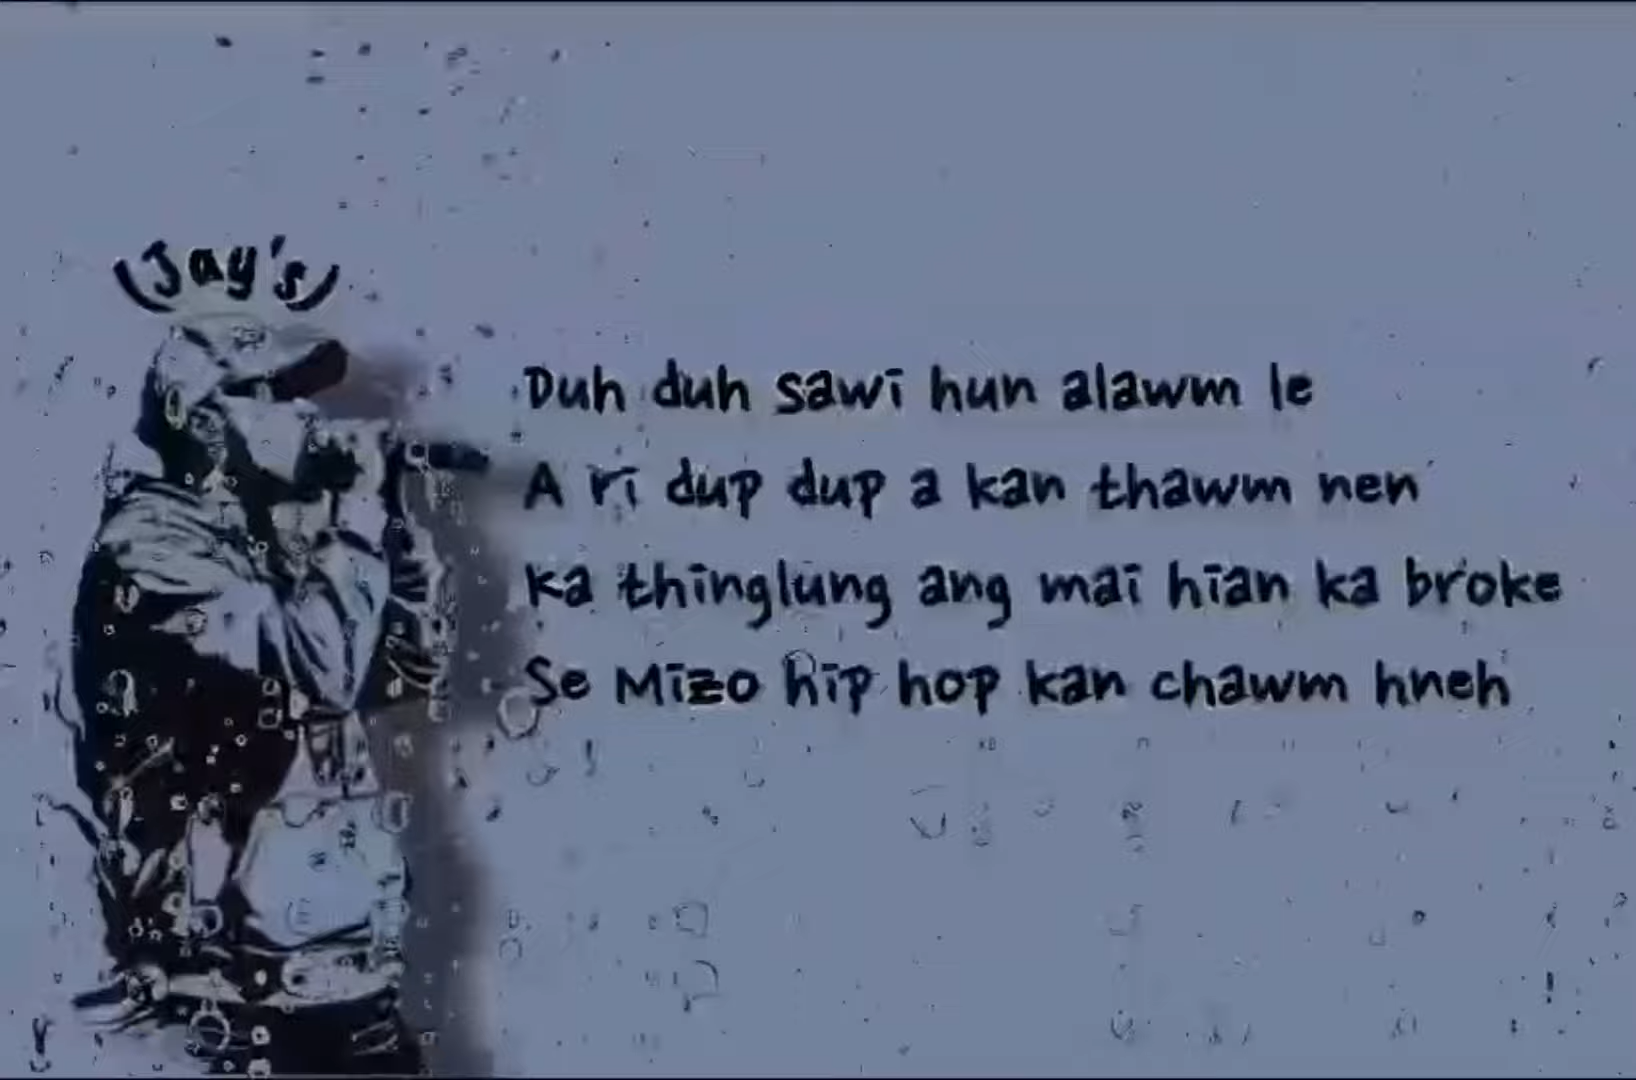 Jay's
Duh duh sawi hun alawm le
A ri dup dup a kan thawm nen
Ka thinglung ang mai hian ka broke
Se Mizo hip hop kan chawm hneh